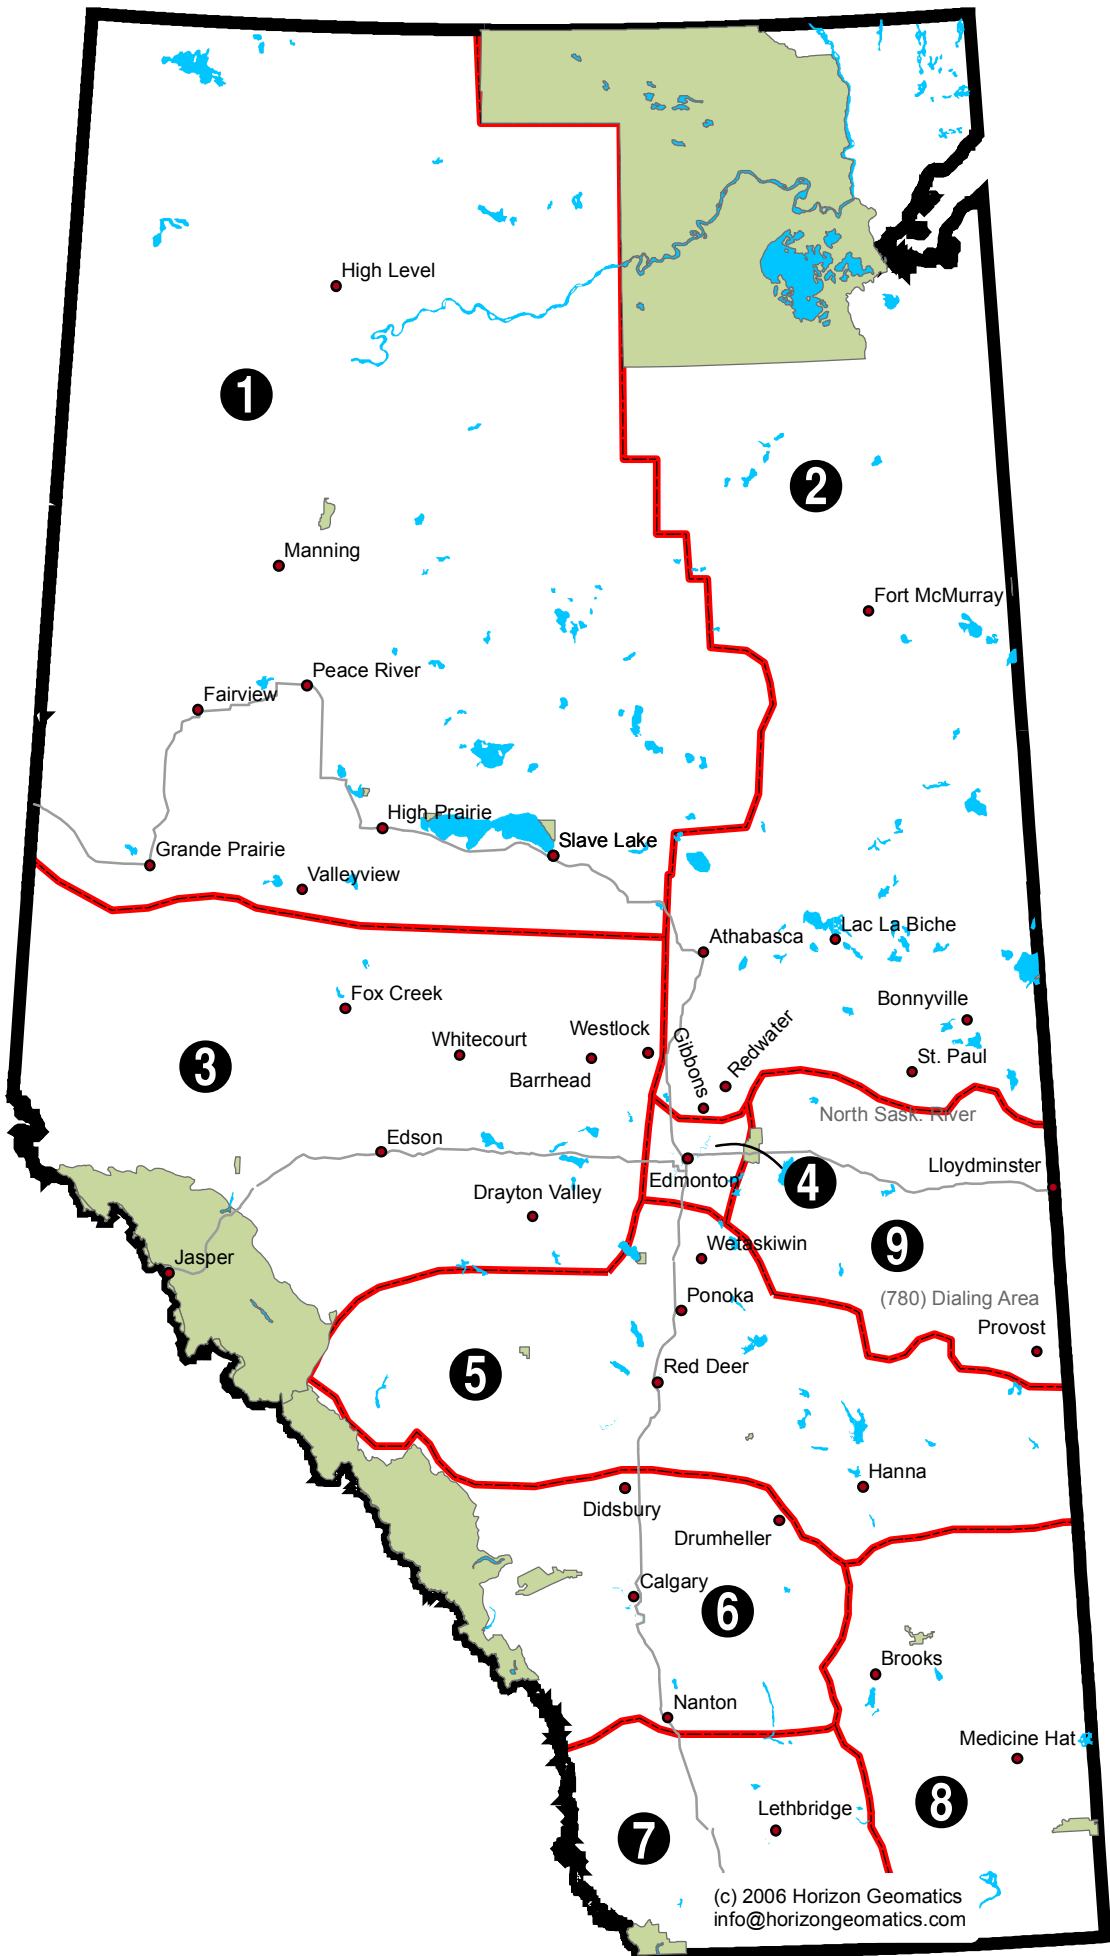 High Level
1
2
Manning
Fort McMurray
Peace River
Fairview
High Prairie
Slave Lake
Grande Prairie
Valleyview
Lac La Biche
Athabasca
Fox Creek
Bonnyville
Westlock
Whitecourt
Gibbons
Redwater
St. Paul
3
Barrhead
North Sask. River
Edson
Lloydminster
Edmonton
4
Drayton Valley
Wetaskiwin
9
Jasper
Ponoka
(780) Dialing Area
Provost
Red Deer
5
Hanna
Didsbury
Drumheller
Calgary
6
Brooks
Nanton
Medicine Hat
8
Lethbridge
7
(c) 2006 Horizon Geomatics
info@horizongeomatics.com